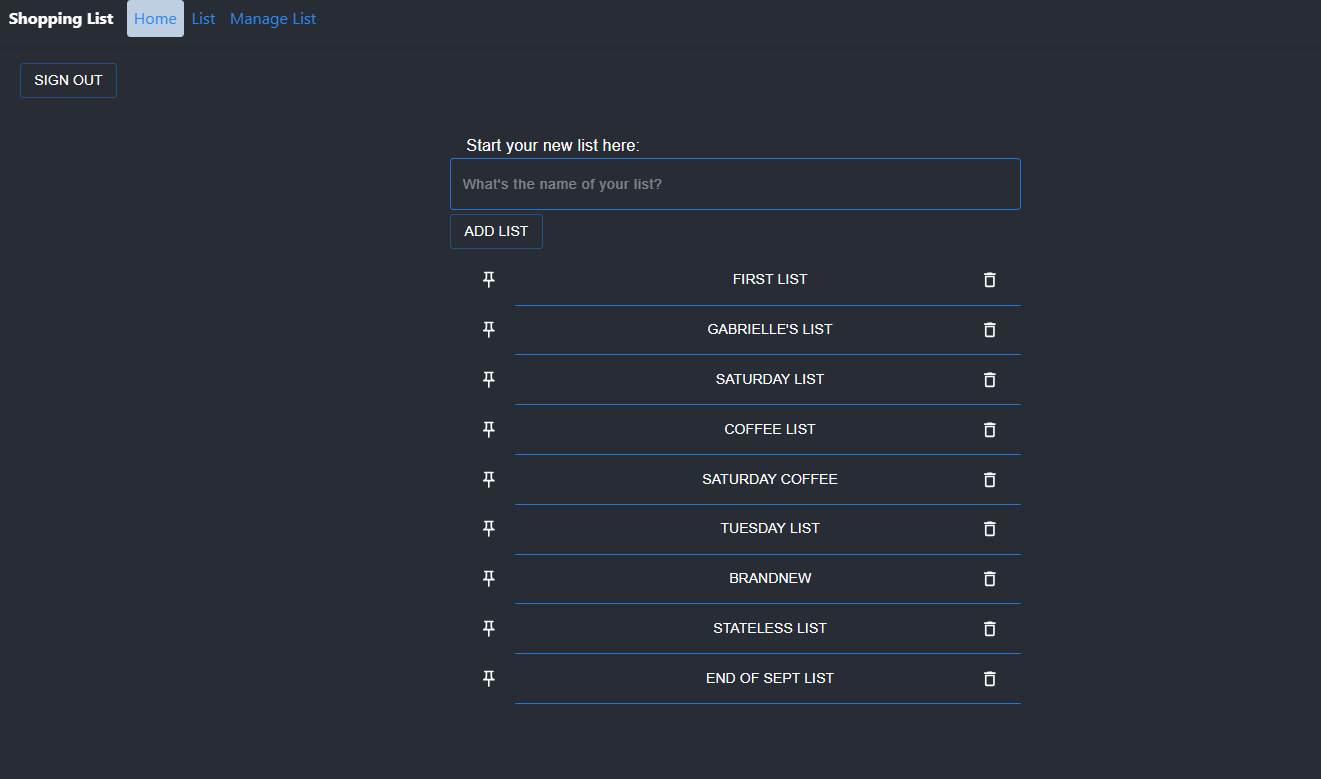 Shopping List Home List Manage List
SIGN OUT
Start your new list here:
What's the name of your list?
ADD LIST
FIRST LIST
GABRIELLE'S LIST
SATURDAY LIST
COFFEE LIST
SATURDAY COFFEE
TUESDAY LIST
BRANDNEW
STATELESS LIST
END OF SEPT LIST